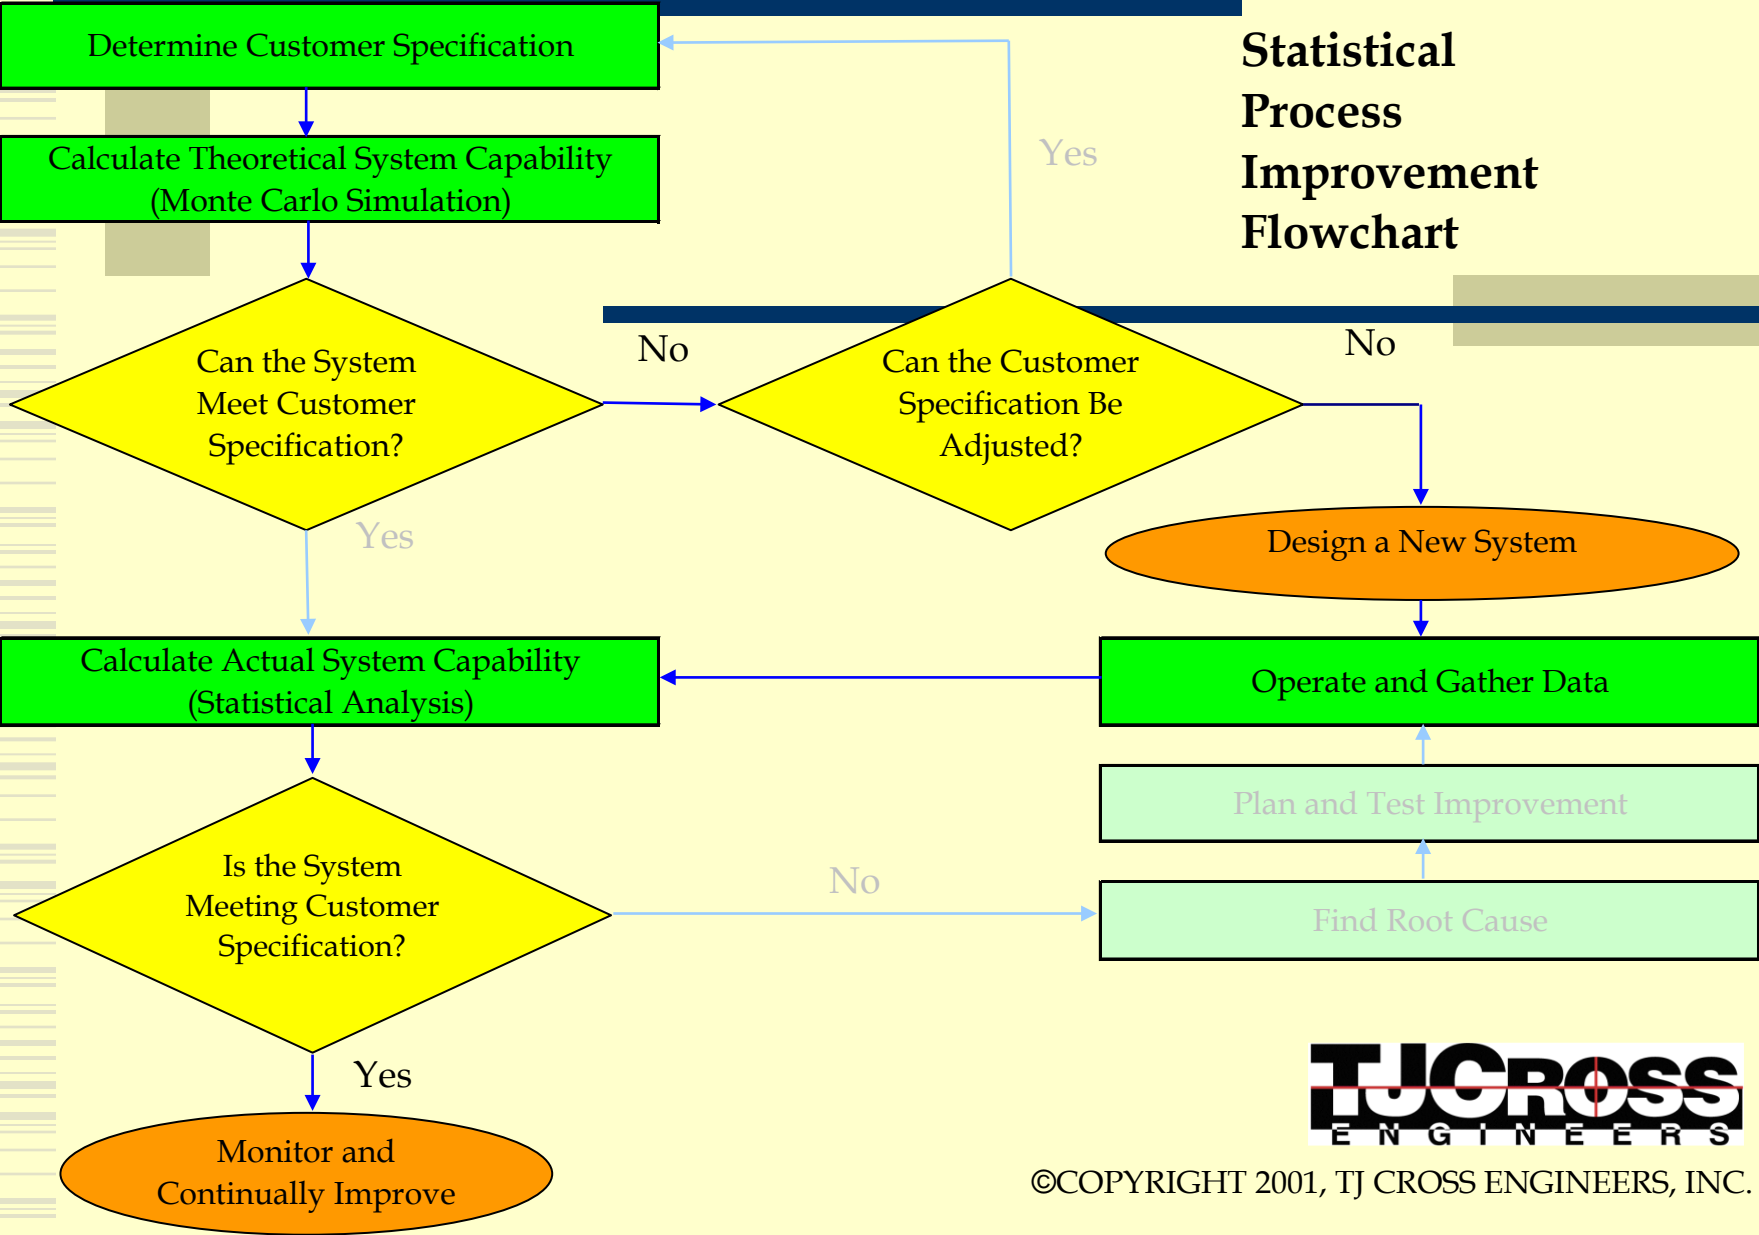 Statistical
Process
Improvement
Flowchart
Determine Customer Specification
Calculate Theoretical System Capability
(Monte Carlo Simulation)
Yes
Can the System
Meet Customer
Specification?
No
Can the Customer
Specification Be
Adjusted?
No
Yes
Design a New System
Calculate Actual System Capability
(Statistical Analysis)
Operate and Gather Data
Plan and Test Improvement
Is the System
Meeting Customer
Specification?
No
Find Root Cause
Yes
Monitor and
Continually Improve
TJCROSS
ENGINEERS
©COPYRIGHT 2001, TJ CROSS ENGINEERS, INC.